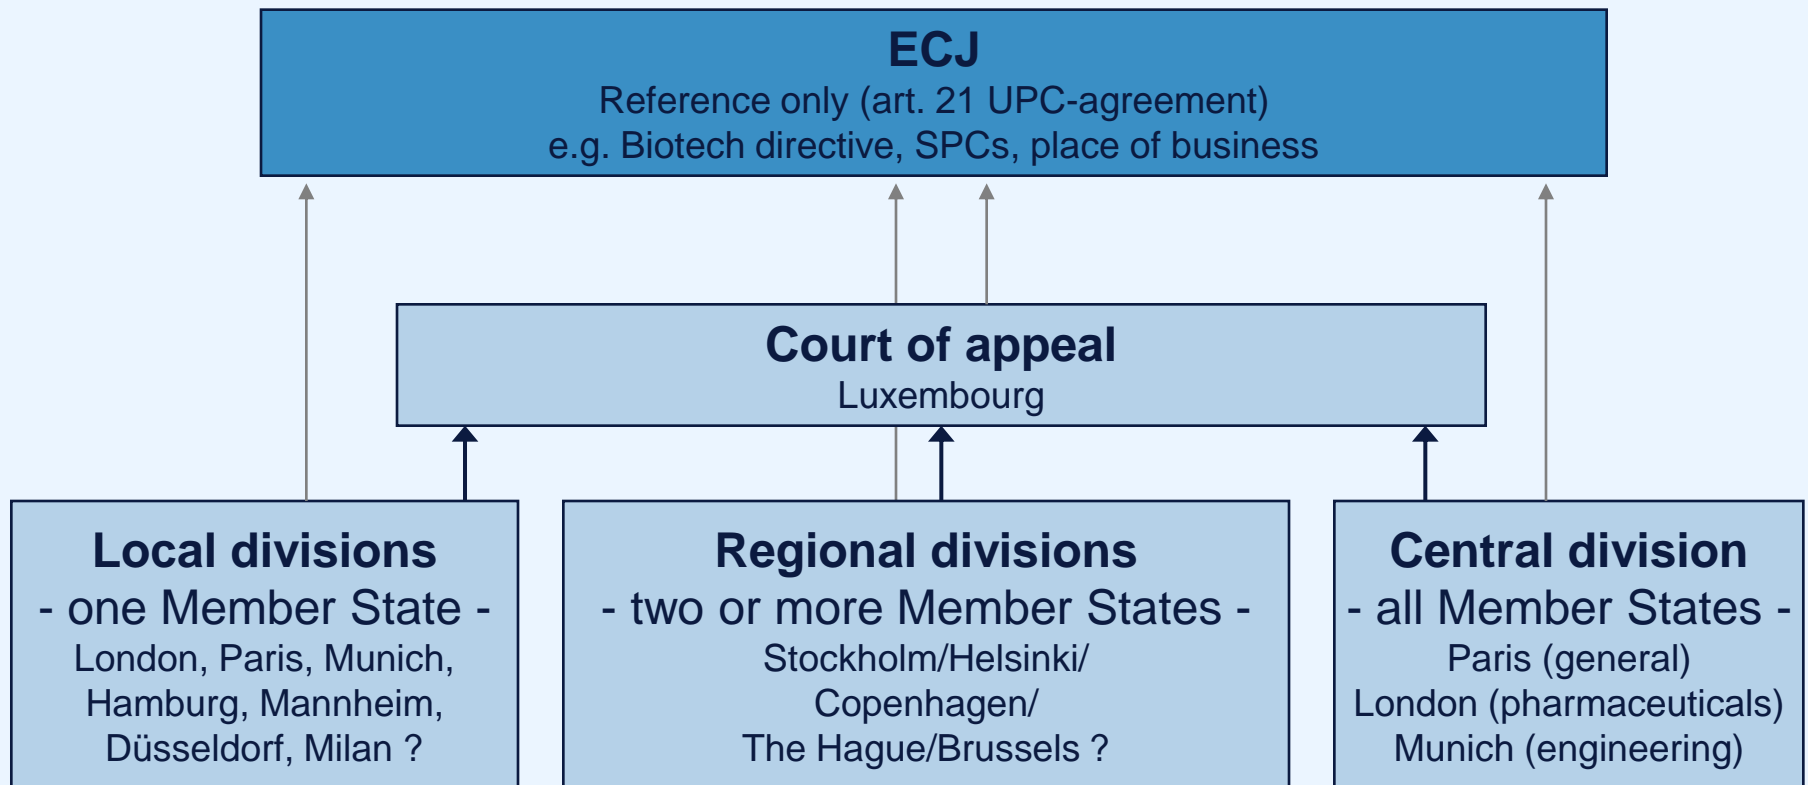 ECJ
Reference only (art. 21 UPC-agreement)
e.g. Biotech directive, SPCs, place of business
Court of appeal
Luxembourg
Local divisions
- one Member State -
London, Paris, Munich,
Hamburg, Mannheim,
Düsseldorf, Milan ?
Regional divisions
- two or more Member States -
Stockholm/Helsinki/
Copenhagen/
The Hague/Brussels ?
Central division
- all Member States -
Paris (general)
London (pharmaceuticals)
Munich (engineering)